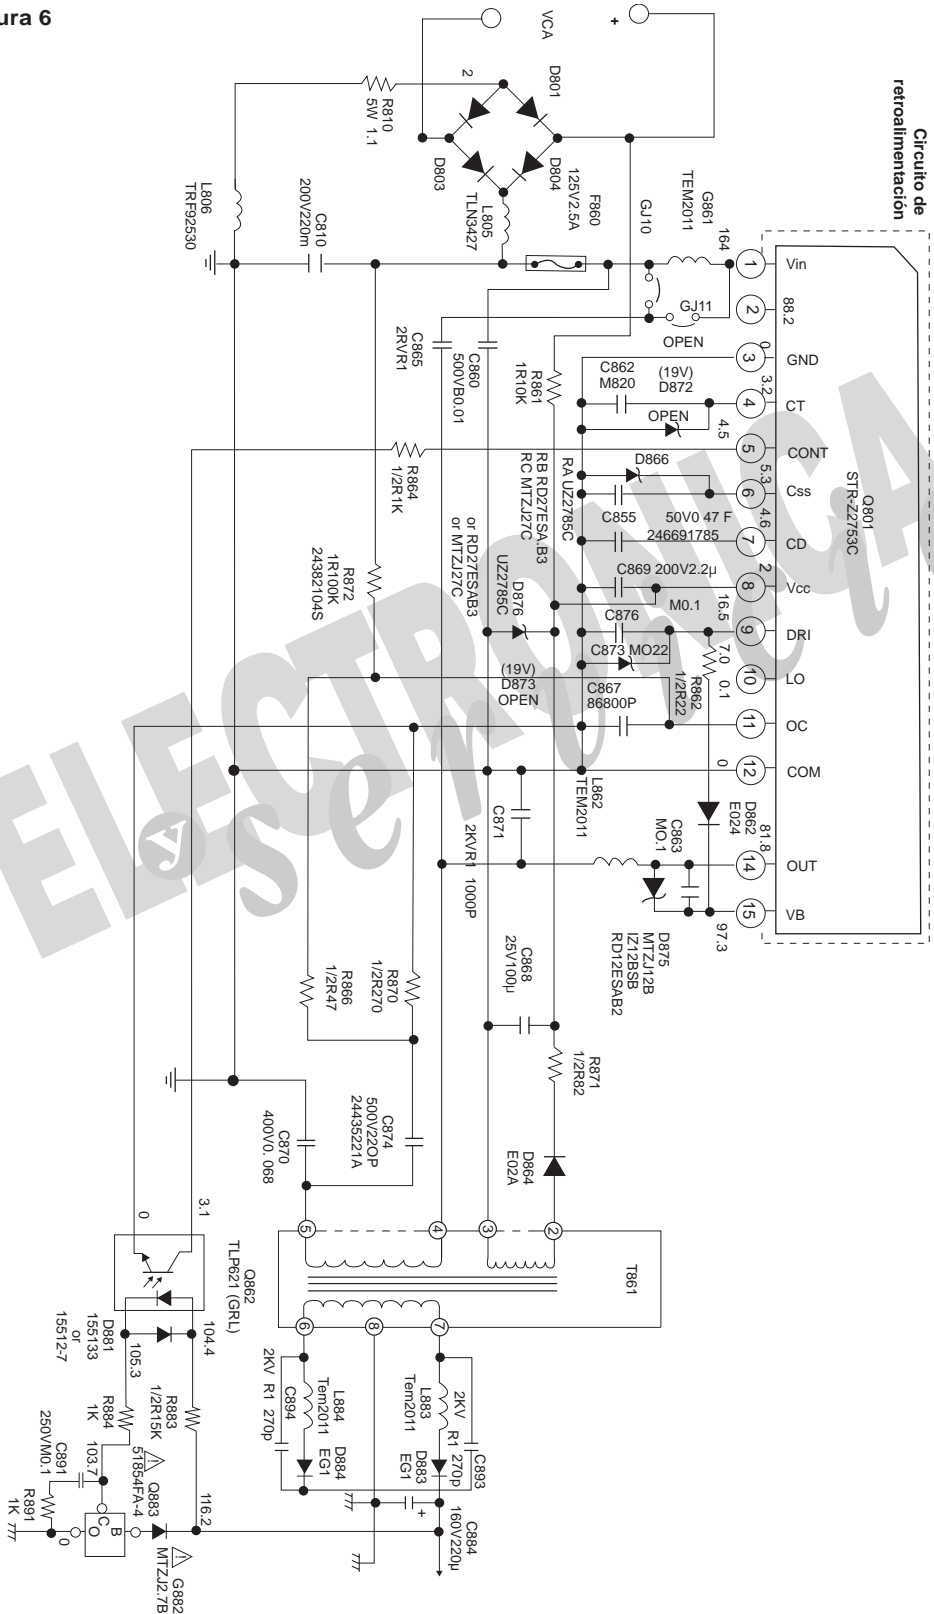 ura 6
VCA
+
Circuito de
retroalimentación
D801
2
R810
5W 1.1
D803
D804
F860
125V2.5A
L805
TLN3427
GJ10
G861
TEM2011
164
L806
TRF92530
C810
200V220m
GJ11
OPEN
C865
2RVR1
C860
500VB0.01
R861
1R10K
C862
M820
(19V)
D872
OPEN
R864
1/2R1K
D866
RA UZ2785C
RB RD27ESA.B3
RC MTZJ27C
C855
50V0 47 F
246691785
C869 200V2.2µ
M0.1
C876
C873 MO22
R872
1R100K
24382104S
D876
UZ2785C
or RD27ESAB3
or MTZJ27C
(19V)
D873
OPEN
C867
86800P
R862
1/2R22
L862
TEM2011
C871
2KVR1 1000P
D862
E024
C863
MO.1
D875
MTZJ12B
IZ12BSB
RD12ESAB2
Q801
STR-Z2753C
1 Vin
2 88.2
3 GND 0
4 CT 3.2
5 CONT 4.5
6 Css 5.3
7 CD 4.6
8 Vcc 2
9 DRI 16.5
10 LO 7.0
11 OC 0.1
12 COM 0
14 OUT 81.8
15 VB 97.3
ELECTRONICA
y servicio
C868
25V100µ
R866
1/2R47
R870
1/2R270
R871
1/2R82
D864
E02A
C874
500V22OP
24435221A
C870
400V0. 068
5
4
3
2
T861
6
8
7
3.1
0
Q862
TLP621 (GRL)
104.4
D881
155133
or
15512-7
105.3
R883
1/2R15K
R884
1K
103.7
C891
250VM0.1
R891
1K
0
Q883
51854FA-4
!
C
O
B
116.2
!
G882
MTZJ2.7B
C894
2KV R1 270p
L884
Tem2011
D884
EG1
L883
Tem2011
D883
EG1
C893
2KV R1 270p
+
C884
160V220µ